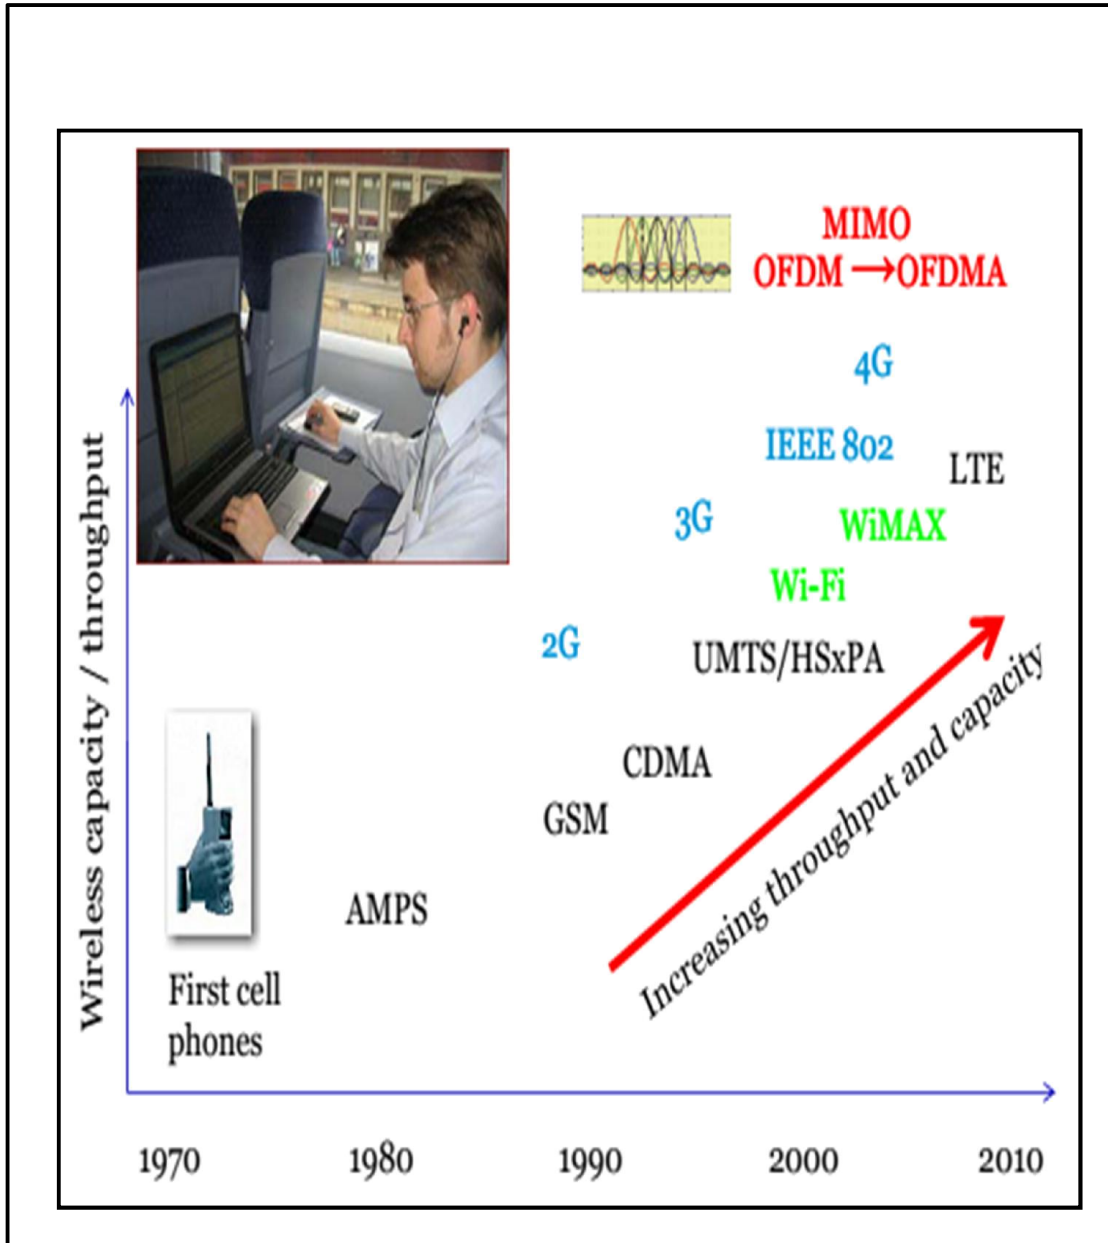 MIMO
OFDM →OFDMA
4G
IEEE 802
LTE
3G
WiMAX
Wi-Fi
2G
UMTS/HSxPA
CDMA
GSM
AMPS
First cell
phones
Increasing throughput and capacity
Wireless capacity / throughput
1970 1980 1990 2000 2010